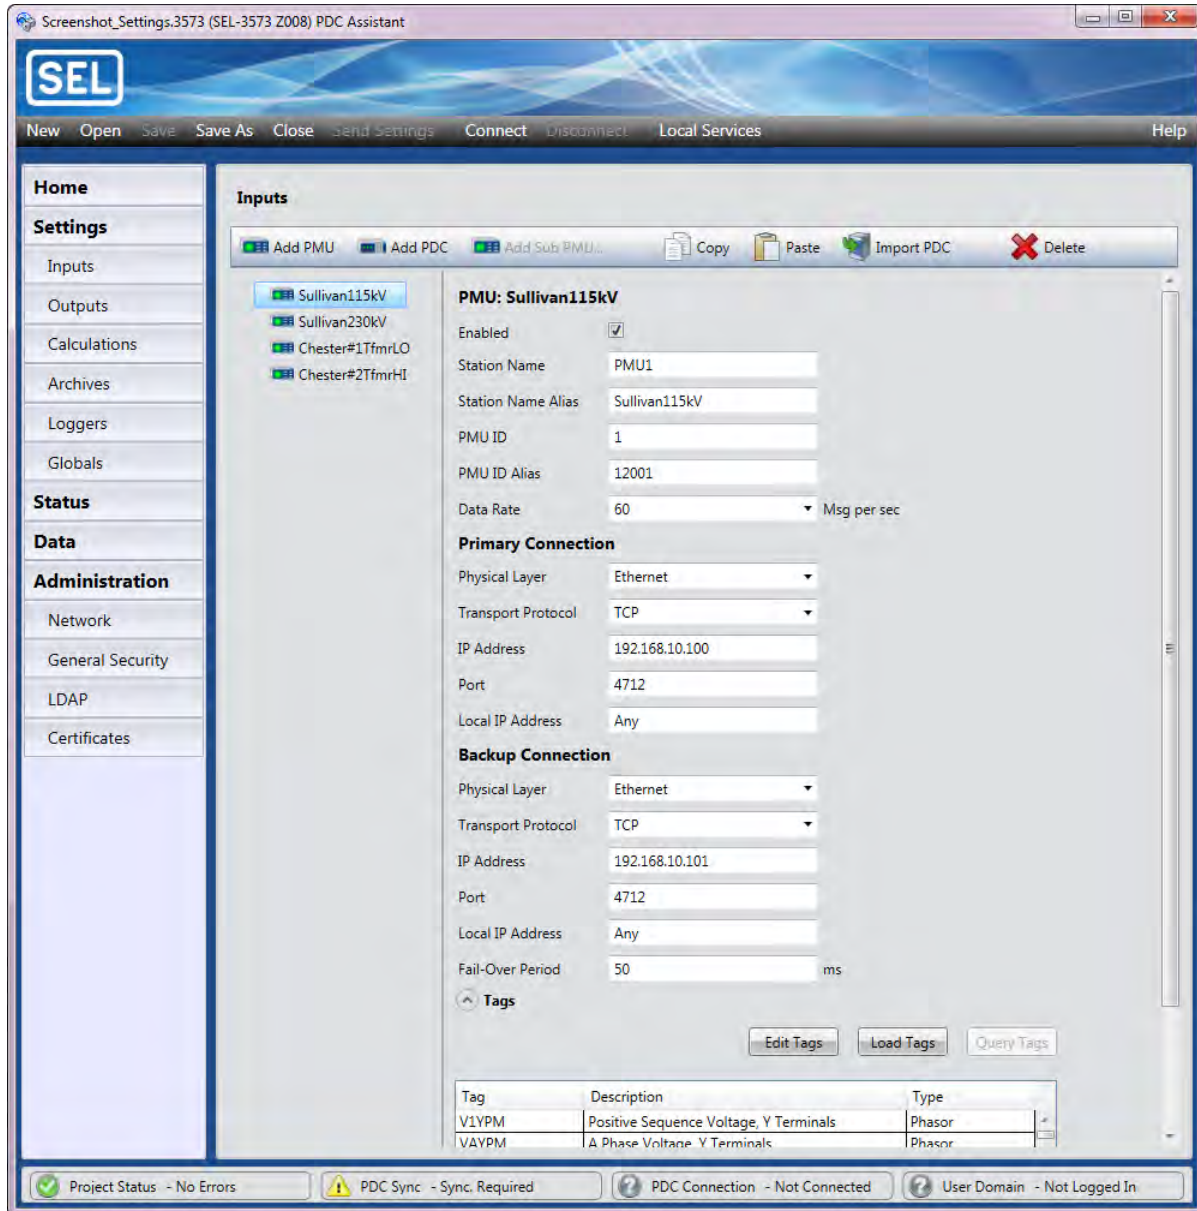 Screenshot_Settings.3573 (SEL-3573 Z008) PDC Assistant
SEL
New Open Save Save As Close Send Settings Connect Disconnect Local Services Help
Home
Settings
Inputs
Outputs
Calculations
Archives
Loggers
Globals
Status
Data
Administration
Network
General Security
LDAP
Certificates
Inputs
Add PMU Add PDC Add Sub PMU... Copy Paste Import PDC Delete
Sullivan115kV
Sullivan230kV
Chester#1TfmrLO
Chester#2TfmrHI
PMU: Sullivan115kV
Enabled
Station Name PMU1
Station Name Alias Sullivan115kV
PMU ID 1
PMU ID Alias 12001
Data Rate 60 Msg per sec
Primary Connection
Physical Layer Ethernet
Transport Protocol TCP
IP Address 192.168.10.100
Port 4712
Local IP Address Any
Backup Connection
Physical Layer Ethernet
Transport Protocol TCP
IP Address 192.168.10.101
Port 4712
Local IP Address Any
Fail-Over Period 50 ms
Tags
Edit Tags Load Tags Query Tags
Tag Description Type
V1YPM Positive Sequence Voltage, Y Terminals Phasor
VAYPM A Phase Voltage, Y Terminals Phasor
Project Status - No Errors PDC Sync - Sync. Required PDC Connection - Not Connected User Domain - Not Logged In